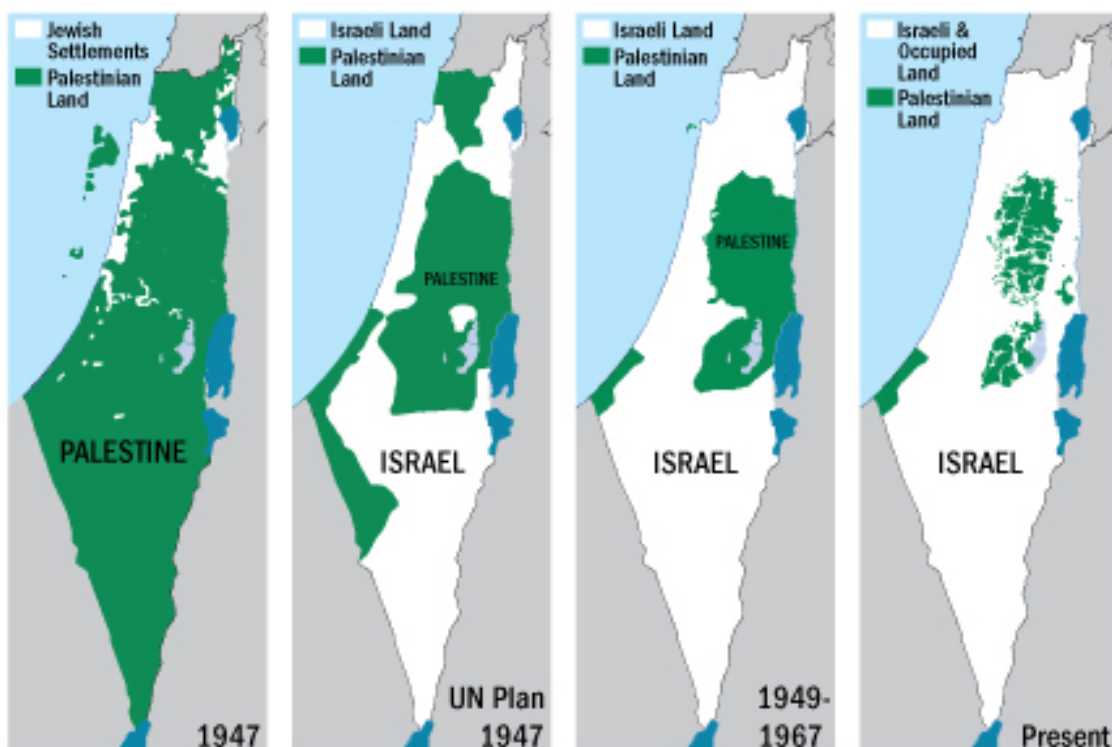 Jewish
Settlements
Palestinian
Land
PALESTINE
1947
Israeli Land
Palestinian
Land
PALESTINE
ISRAEL
UN Plan
1947
Israeli Land
Palestinian
Land
PALESTINE
ISRAEL
1949-
1967
Israeli &
Occupied
Land
Palestinian
Land
ISRAEL
Present